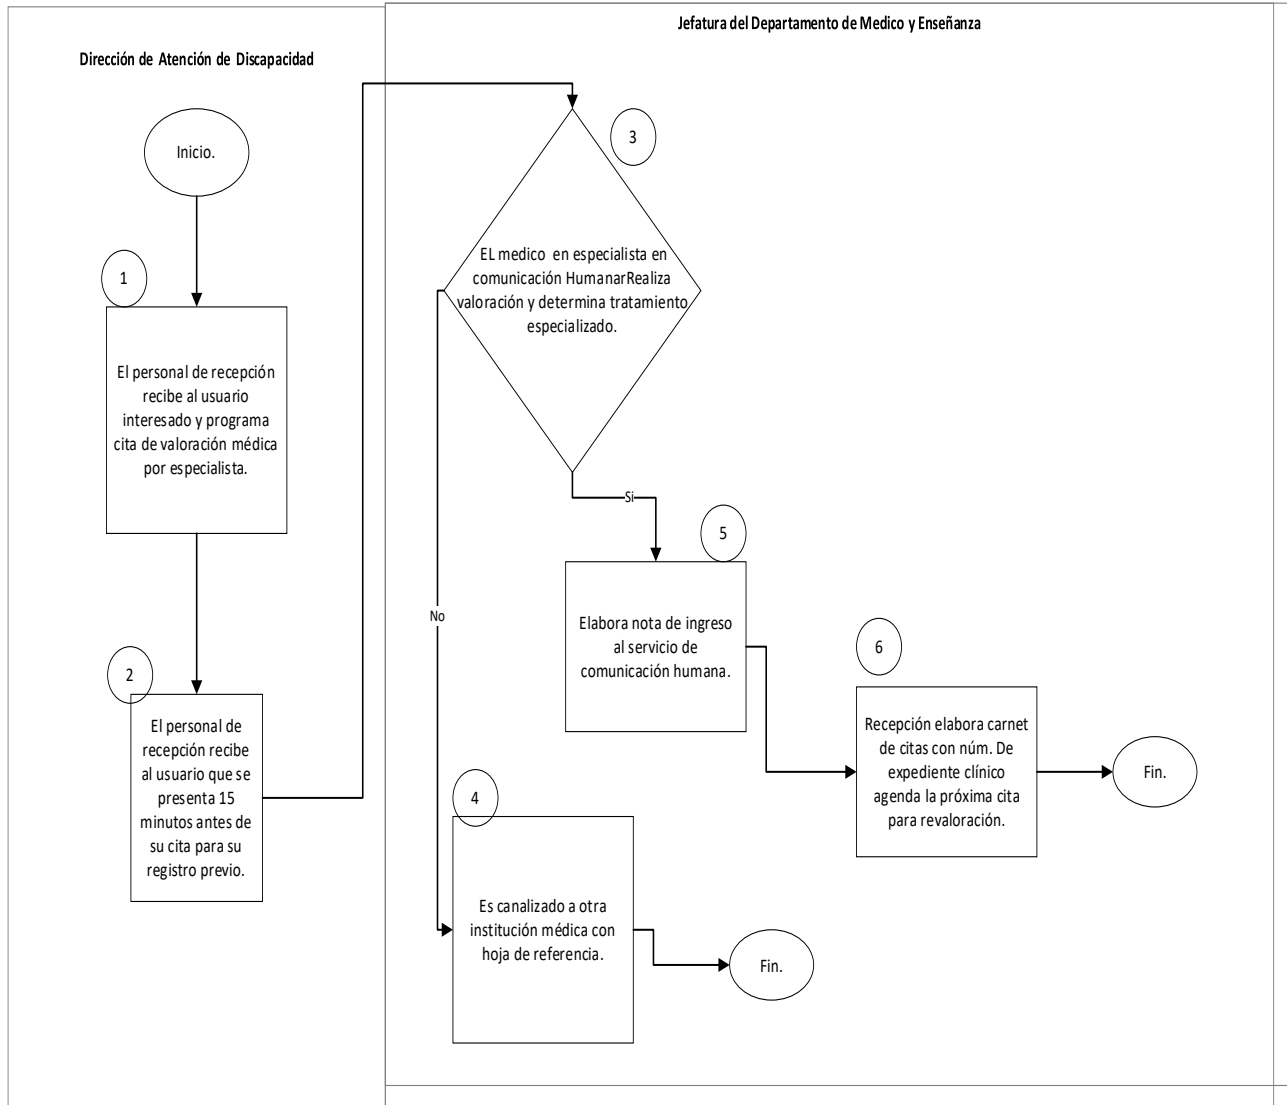 Jefatura del Departamento de Medico y Enseñanza
Dirección de Atención de Discapacidad
Inicio.
1
El personal de recepción
recibe al usuario
interesado y programa
cita de valoración médica
por especialista.
2
El personal de
recepción recibe
al usuario que se
presenta 15
minutos antes de
su cita para su
registro previo.
3
EL medico en especialista en
comunicación HumanarRealiza
valoración y determina tratamiento
especializado.
Si
No
5
Elabora nota de ingreso
al servicio de
comunicación humana.
6
Recepción elabora carnet
de citas con núm. De
expediente clínico
agenda la próxima cita
para revaloración.
Fin.
4
Es canalizado a otra
institución médica con
hoja de referencia.
Fin.